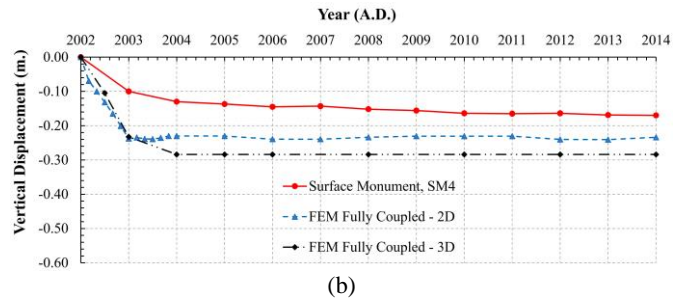 Year (A.D.)
2002 2003 2004 2005 2006 2007 2008 2009 2010 2011 2012 2013 2014
Vertical Displacement (m.)
0.00
-0.10
-0.20
-0.30
-0.40
-0.50
-0.60
Surface Monument, SM4
FEM Fully Coupled - 2D
FEM Fully Coupled - 3D
(b)